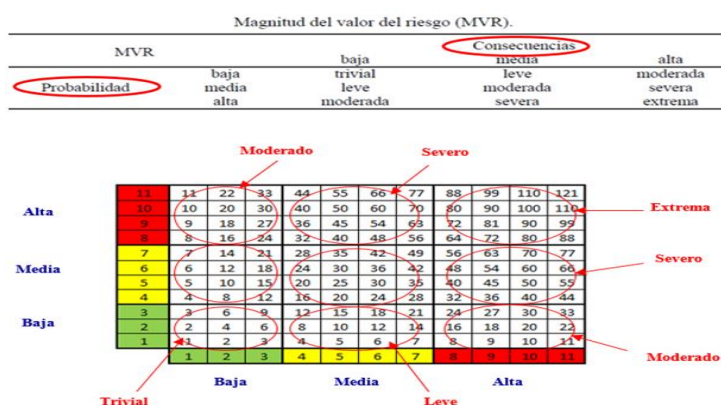 Magnitud del valor del riesgo (MVR).
MVR Consecuencias
baja media alta
Probabilidad baja trivial leve moderada
media leve moderada severa
alta moderada severa extrema
Moderado Severo
11 11 22 33 44 55 66 77 88 99 110 121
Alta 10 10 20 30 40 50 60 70 80 90 100 110 Extrema
9 9 18 27 36 45 54 63 72 81 90 99
8 8 16 24 32 40 48 56 64 72 80 88
7 7 14 21 28 35 42 49 56 63 70 77
Media 6 6 12 18 24 30 36 42 48 54 60 66 Severo
5 5 10 15 20 25 30 35 40 45 50 55
4 4 8 12 16 20 24 28 32 36 40 44
Baja 3 3 6 9 12 15 18 21 24 27 30 33
2 2 4 6 8 10 12 14 16 18 20 22
1 1 2 3 4 5 6 7 8 9 10 11
1 2 3 4 5 6 7 8 9 10 11 Moderado
Baja Media Alta
Trivial Leve